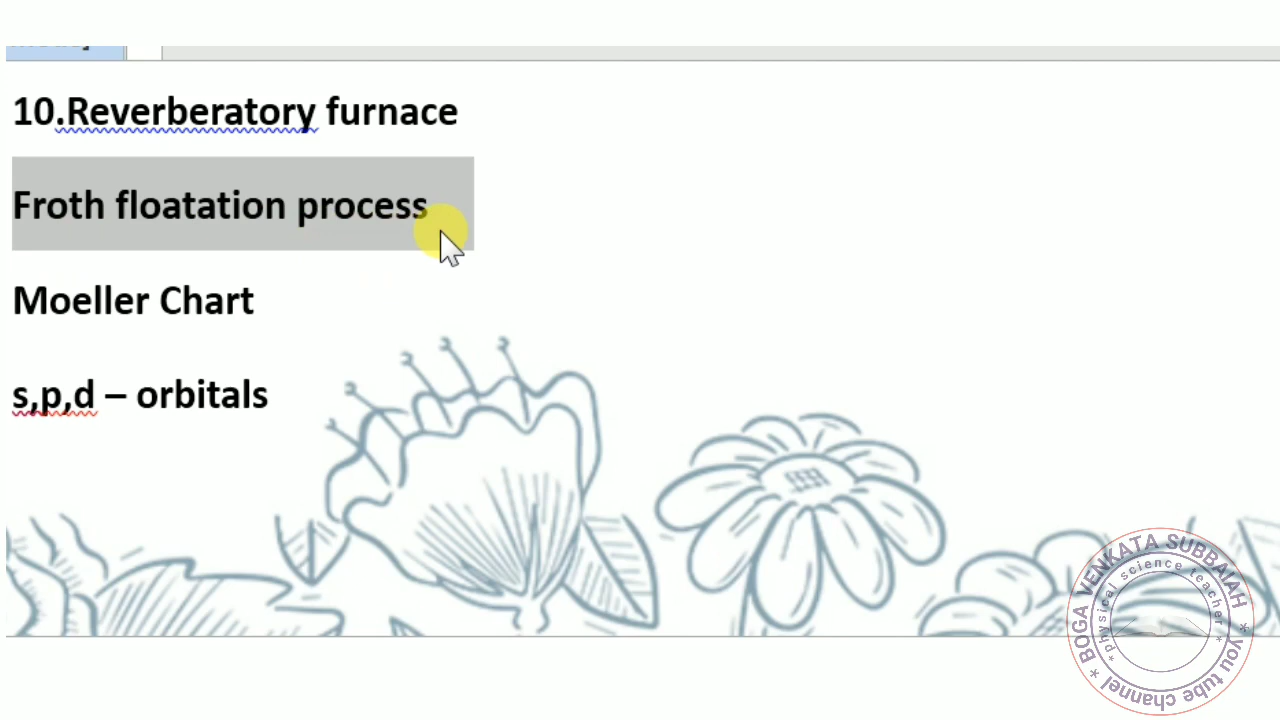 10.Reverberatory furnace
Froth floatation process
Moeller Chart
s,p,d – orbitals
BOGA VENKATA SUBBAIAH * you tube channel *
* physical science teacher *